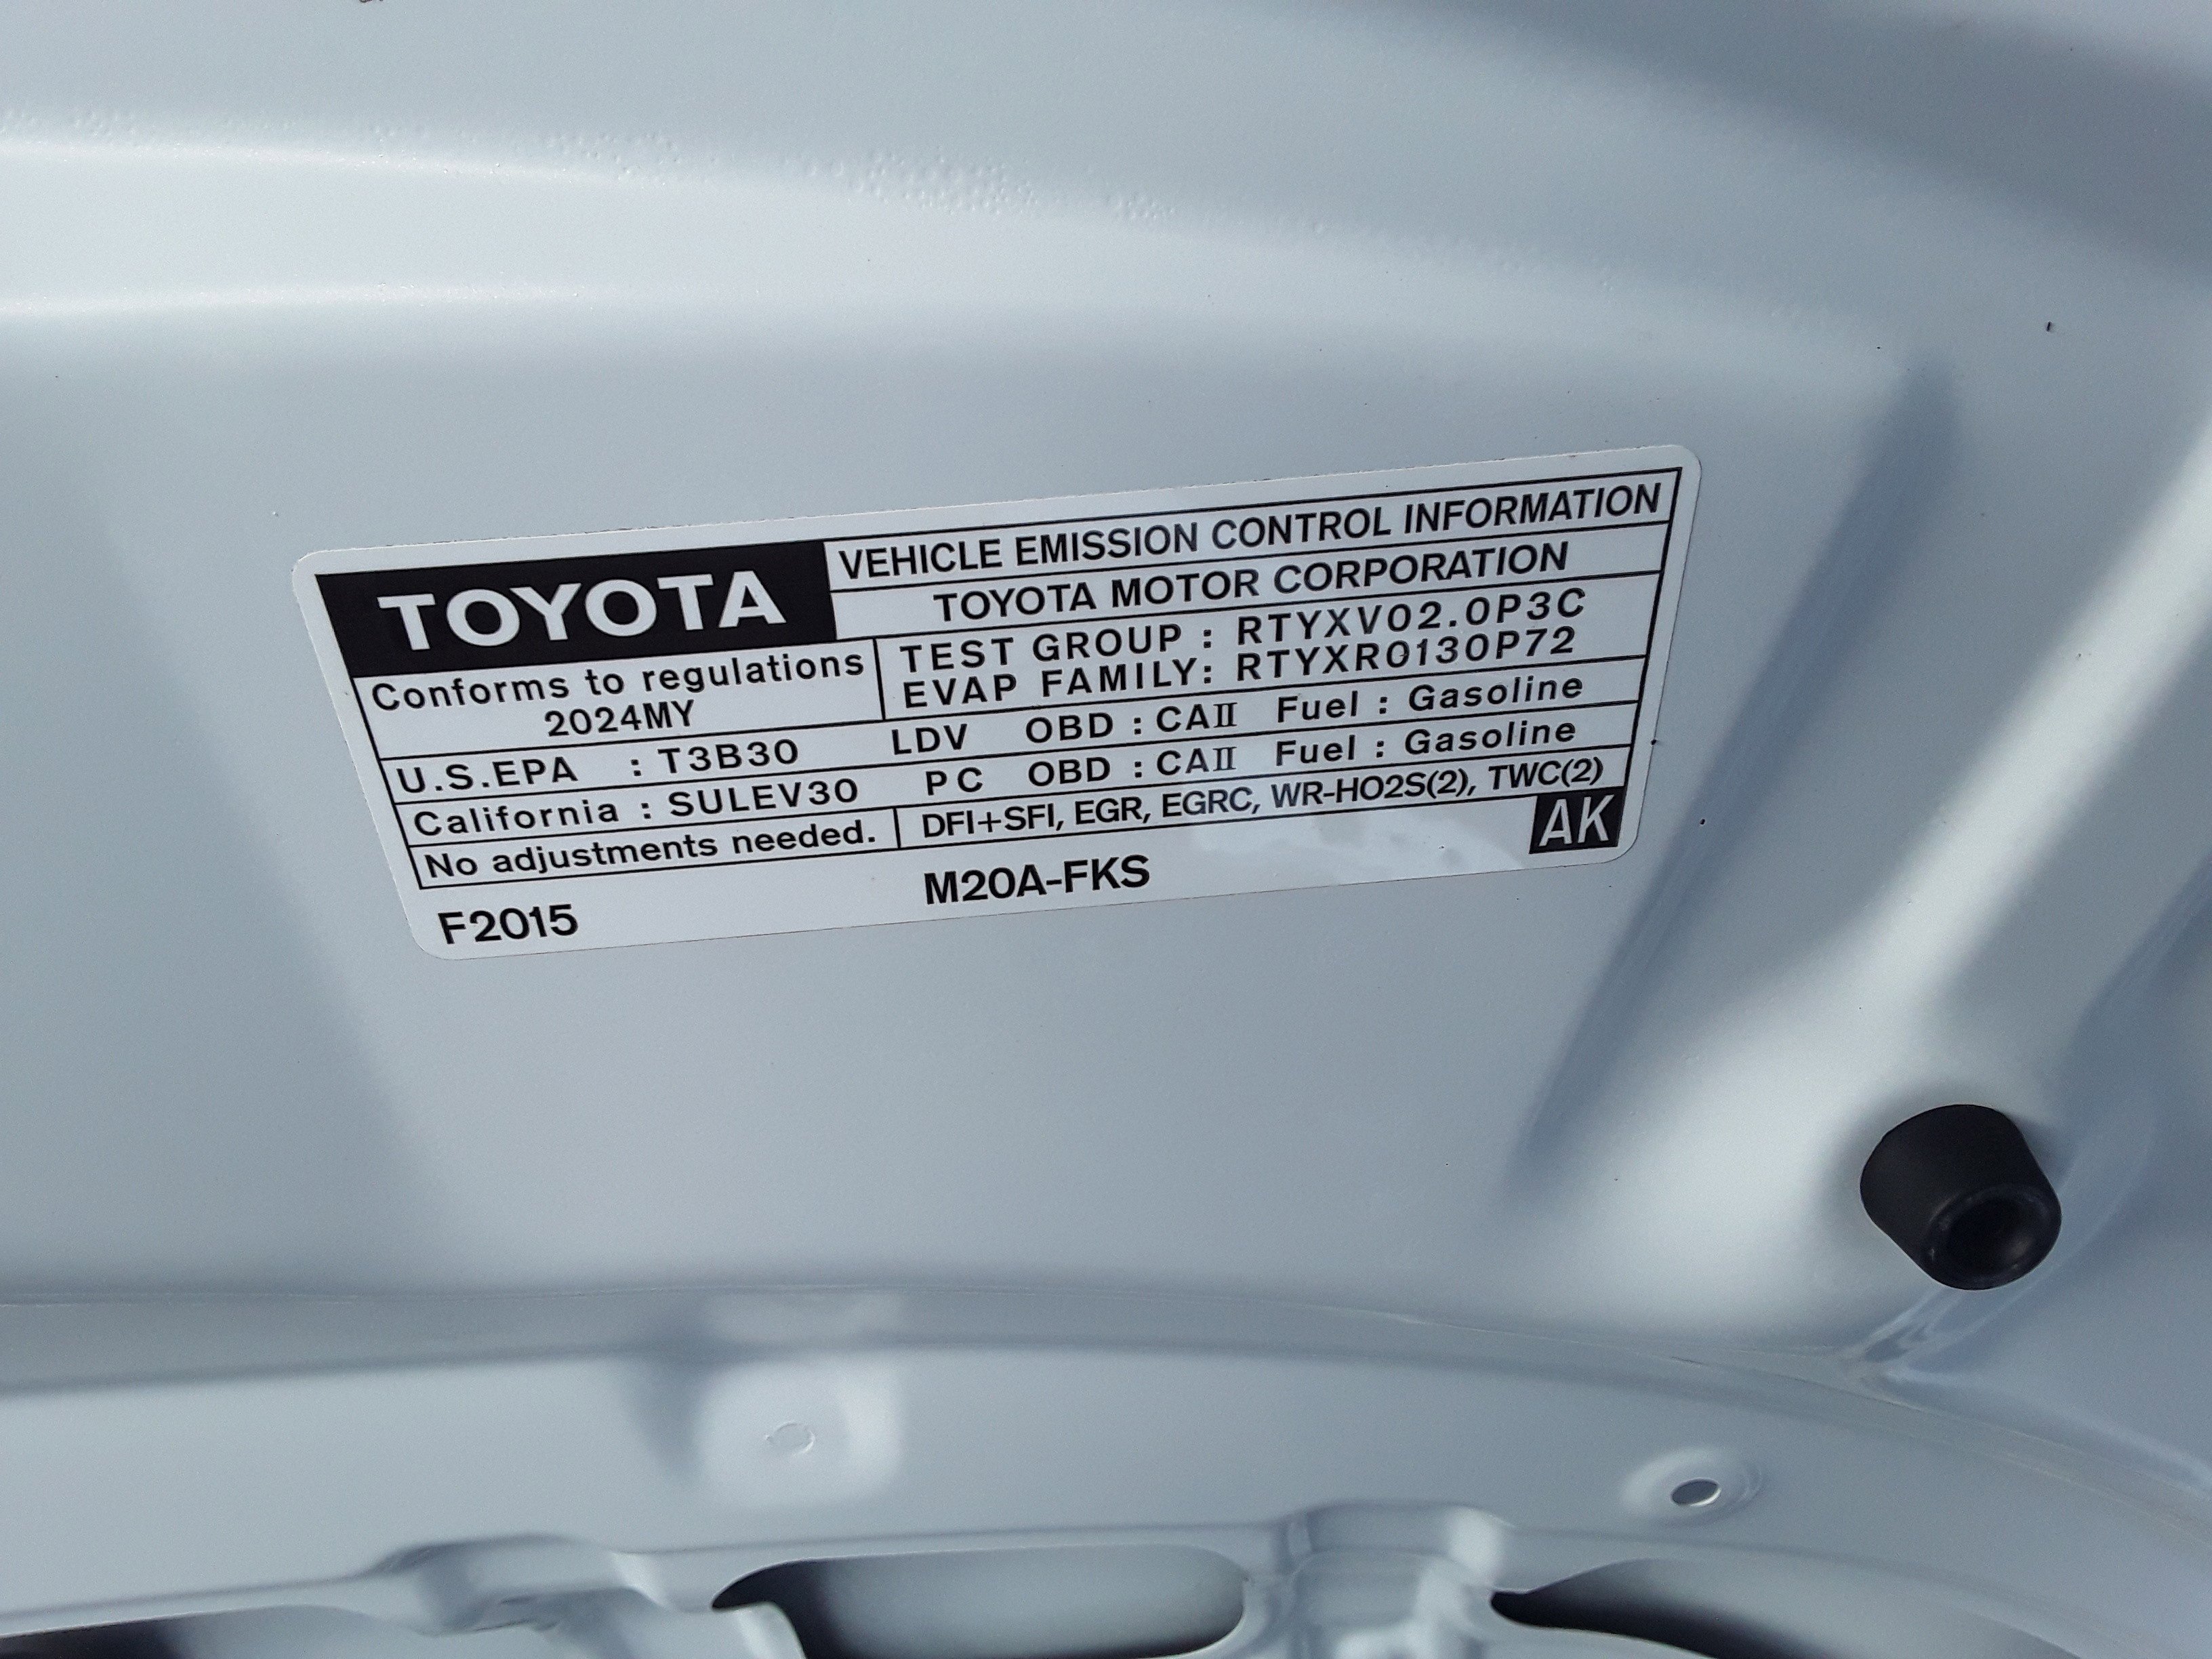 TOYOTA
VEHICLE EMISSION CONTROL INFORMATION
TOYOTA MOTOR CORPORATION
Conforms to regulations
2024MY
TEST GROUP : RTYXV02.0P3C
EVAP FAMILY: RTYXR0130P72
U.S.EPA : T3B30 LDV OBD : CAII Fuel : Gasoline
California : SULEV30 PC OBD : CAII Fuel : Gasoline
No adjustments needed. DFI+SFI, EGR, EGRC, WR-HO2S(2), TWC(2)
F2015 M20A-FKS AK